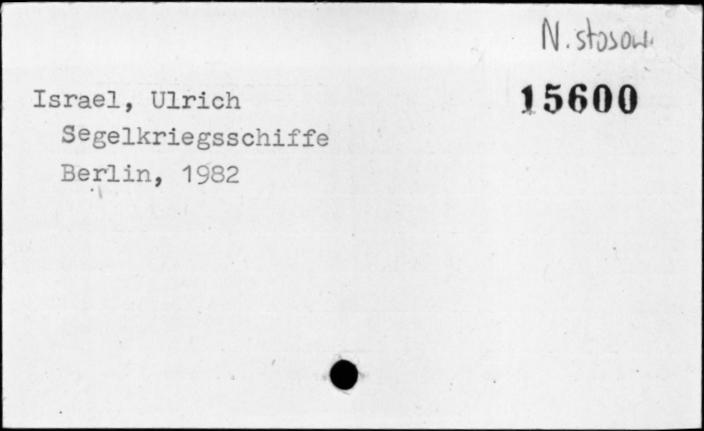 N. stosow.
15600
Israel, Ulrich
Segelkriegsschiffe
Berlin, 1982